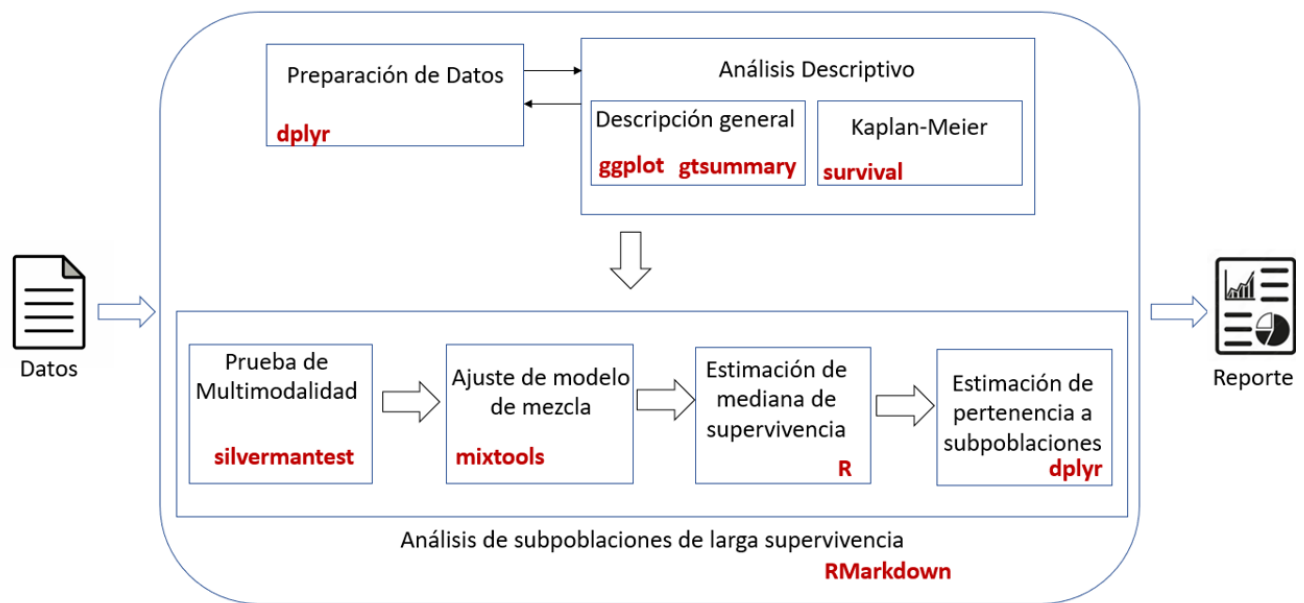 Preparación de Datos
dplyr
Análisis Descriptivo
Descripción general
ggplot gtsummary
Kaplan-Meier
survival
Datos
Prueba de
Multimodalidad
silvermantest
Ajuste de modelo
de mezcla
mixtools
Estimación de
mediana de
supervivencia
R
Estimación de
pertenencia a
subpoblaciones
dplyr
Reporte
Análisis de subpoblaciones de larga supervivencia
RMarkdown